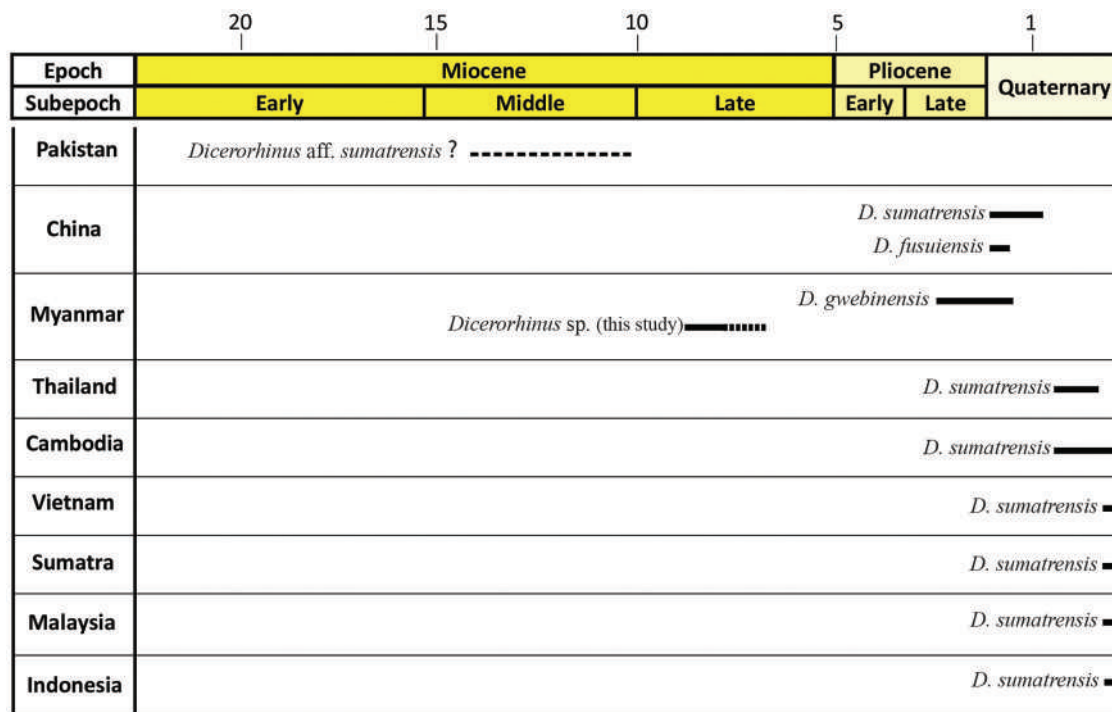 20 15 10 5 1
Epoch Miocene Pliocene Quaternary
Subepoch Early Middle Late Early Late
Pakistan Dicerorhinus aff. sumatrensis ?
China D. sumatrensis
D. fusuiensis
Myanmar D. gwebinensis
Dicerorhinus sp. (this study)
Thailand D. sumatrensis
Cambodia D. sumatrensis
Vietnam D. sumatrensis
Sumatra D. sumatrensis
Malaysia D. sumatrensis
Indonesia D. sumatrensis